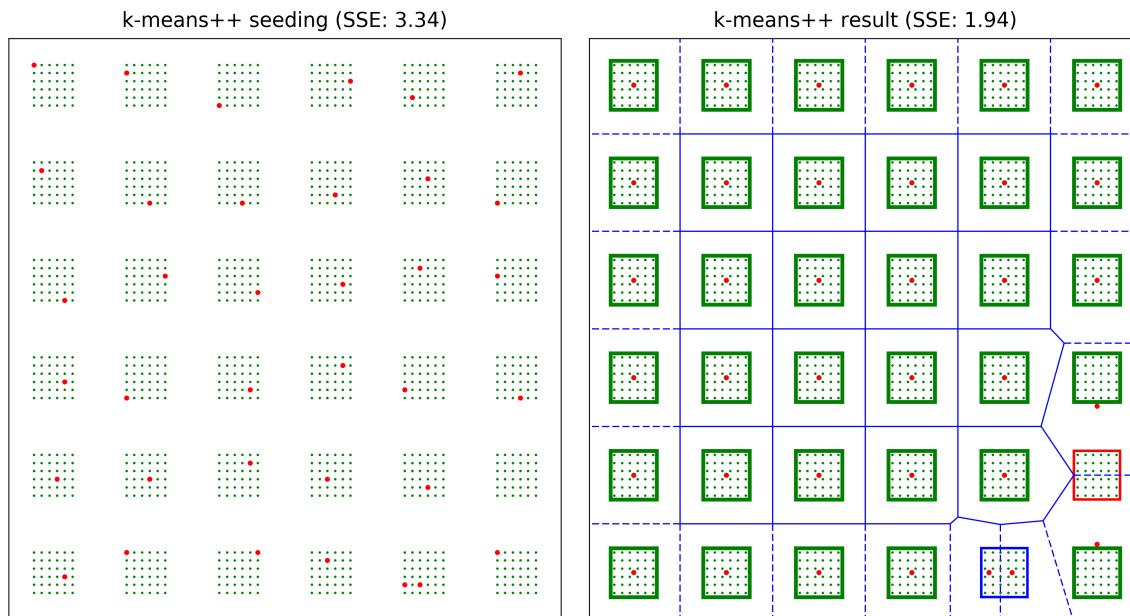 k-means++ seeding (SSE: 3.34)
k-means++ result (SSE: 1.94)